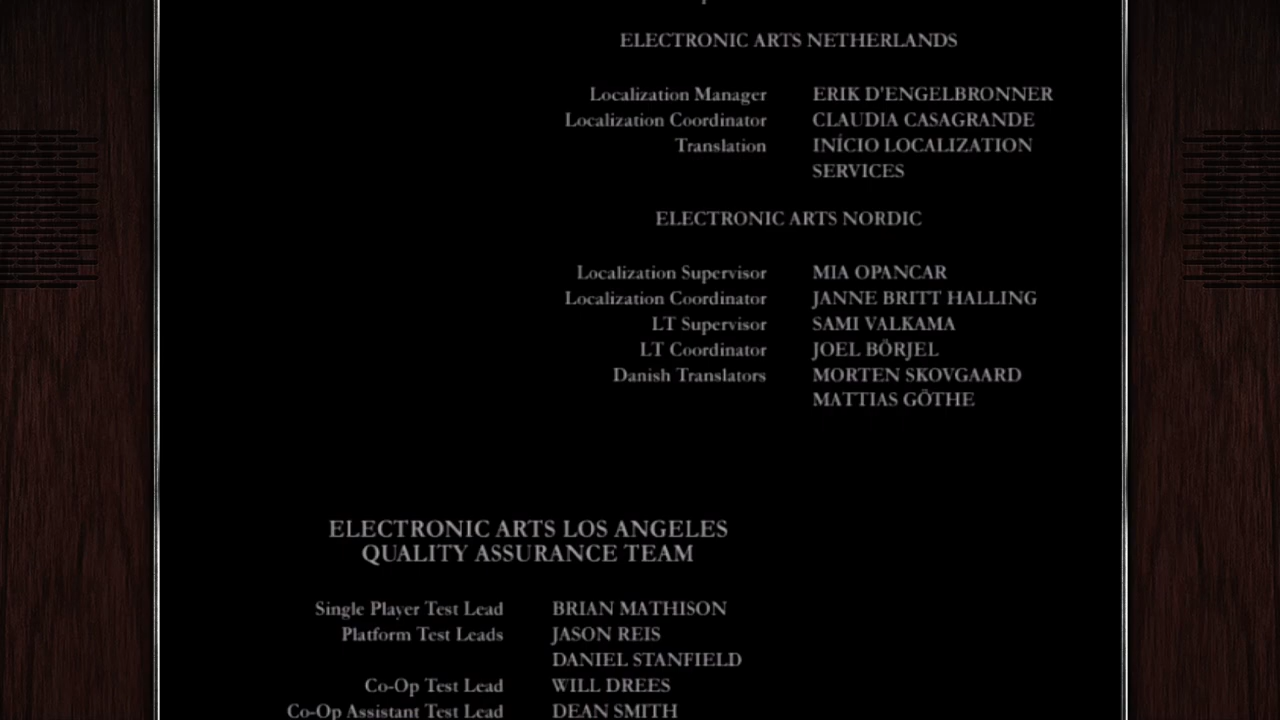 ELECTRONIC ARTS NETHERLANDS
Localization Manager ERIK D'ENGELBRONNER
Localization Coordinator CLAUDIA CASAGRANDE
Translation INÍCIO LOCALIZATION
SERVICES
ELECTRONIC ARTS NORDIC
Localization Supervisor MIA OPANCAR
Localization Coordinator JANNE BRITT HALLING
LT Supervisor SAMI VALKAMA
LT Coordinator JOEL BÖRJEL
Danish Translators MORTEN SKOVGAARD
MATTIAS GÖTHE
ELECTRONIC ARTS LOS ANGELES
QUALITY ASSURANCE TEAM
Single Player Test Lead BRIAN MATHISON
Platform Test Leads JASON REIS
DANIEL STANFIELD
Co-Op Test Lead WILL DREES
Co-Op Assistant Test Lead DEAN SMITH